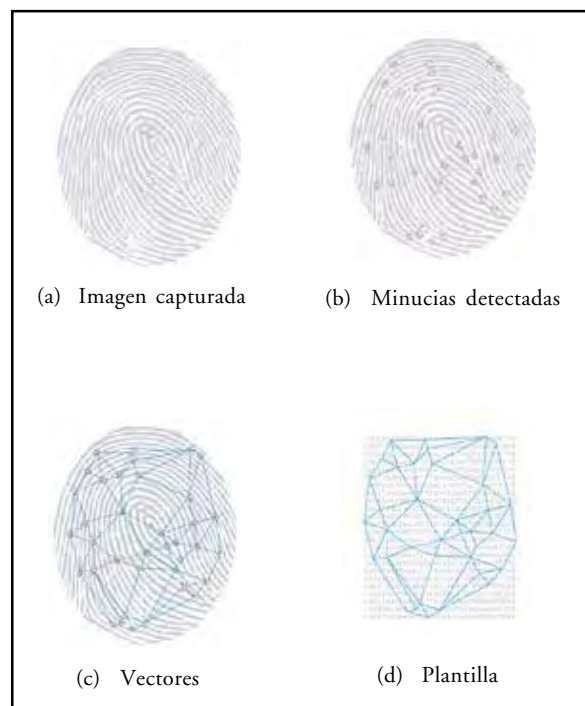 (a) Imagen capturada
(b) Minucias detectadas
(c) Vectores
(d) Plantilla